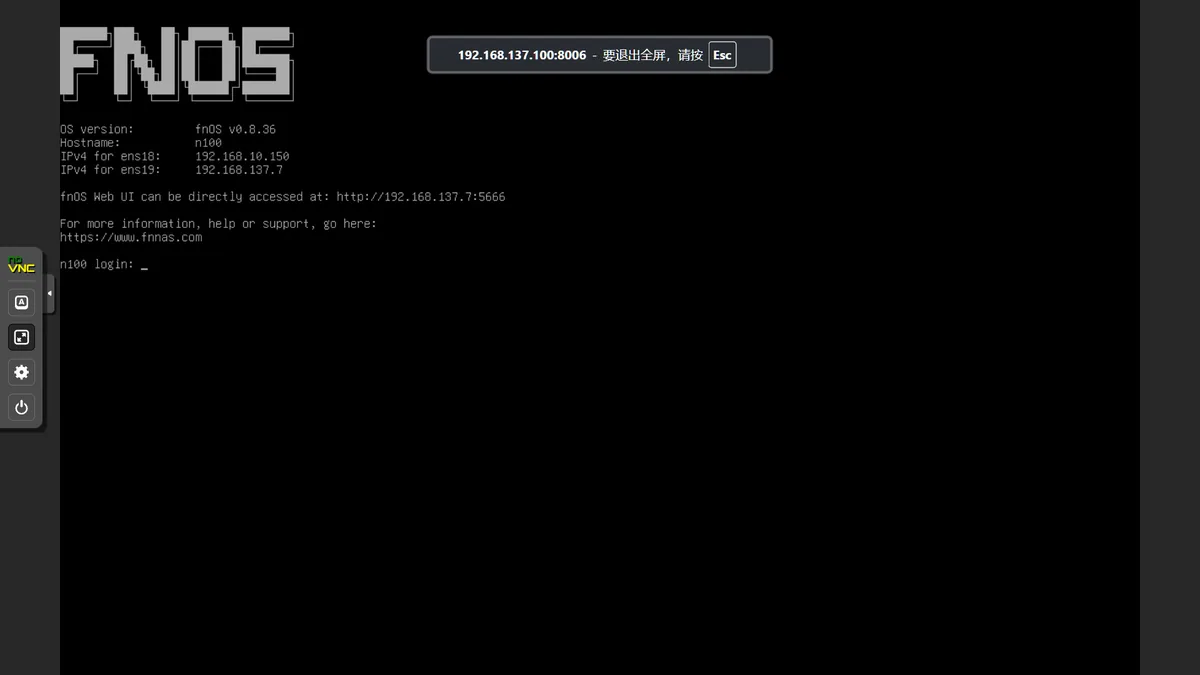 FNOS
192.168.137.100:8006 - 要退出全屏，请按 Esc
OS version: fnOS v0.8.36
Hostname: n100
IPv4 for ens18: 192.168.10.150
IPv4 for ens19: 192.168.137.7
fnOS Web UI can be directly accessed at: http://192.168.137.7:5666
For more information, help or support, go here:
https://www.fnnas.com
n100 login: _
no
VNC
A